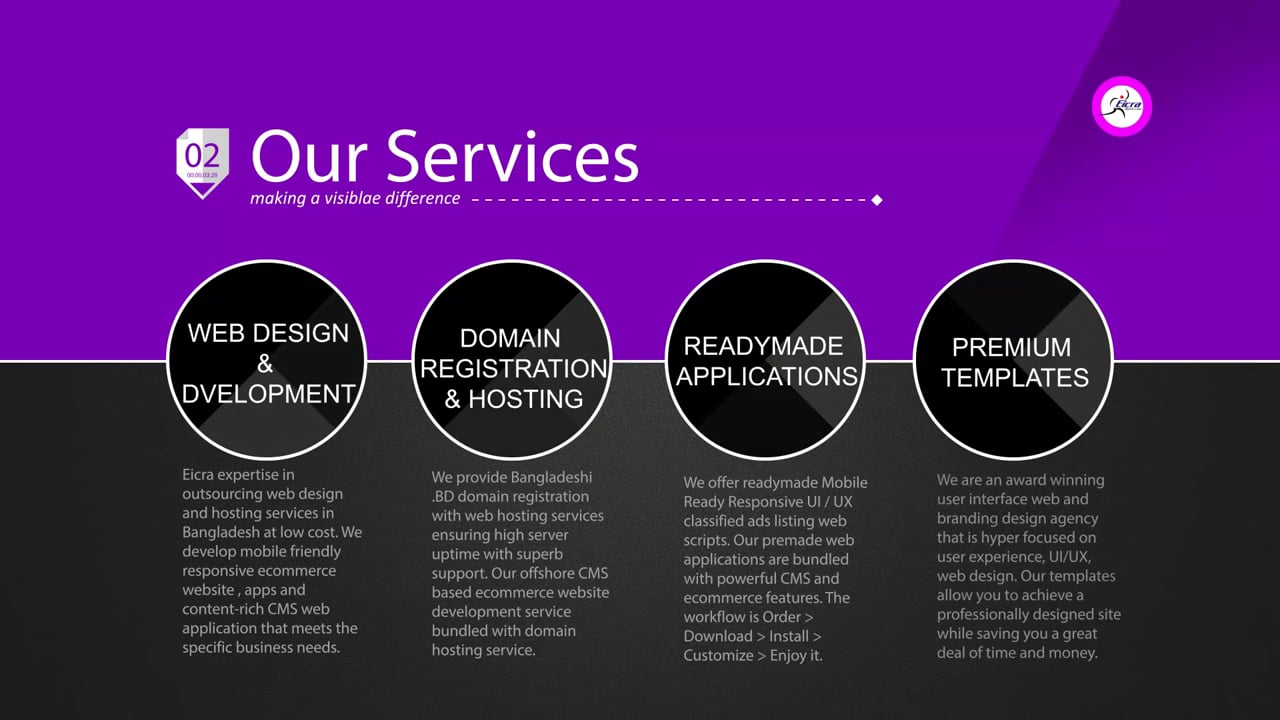 02
00:00:03:29
Our Services
making a visiblae difference
Eicra
WEB DESIGN
&
DVELOPMENT
Eicra expertise in
outsourcing web design
and hosting services in
Bangladesh at low cost. We
develop mobile friendly
responsive ecommerce
website , apps and
content-rich CMS web
application that meets the
specific business needs.
DOMAIN
REGISTRATION
& HOSTING
We provide Bangladeshi
.BD domain registration
with web hosting services
ensuring high server
uptime with superb
support. Our offshore CMS
based ecommerce website
development service
bundled with domain
hosting service.
READYMADE
APPLICATIONS
We offer readymade Mobile
Ready Responsive UI / UX
classified ads listing web
scripts. Our premade web
applications are bundled
with powerful CMS and
ecommerce features. The
workflow is Order >
Download > Install >
Customize > Enjoy it.
PREMIUM
TEMPLATES
We are an award winning
user interface web and
branding design agency
that is hyper focused on
user experience, UI/UX,
web design. Our templates
allow you to achieve a
professionally designed site
while saving you a great
deal of time and money.